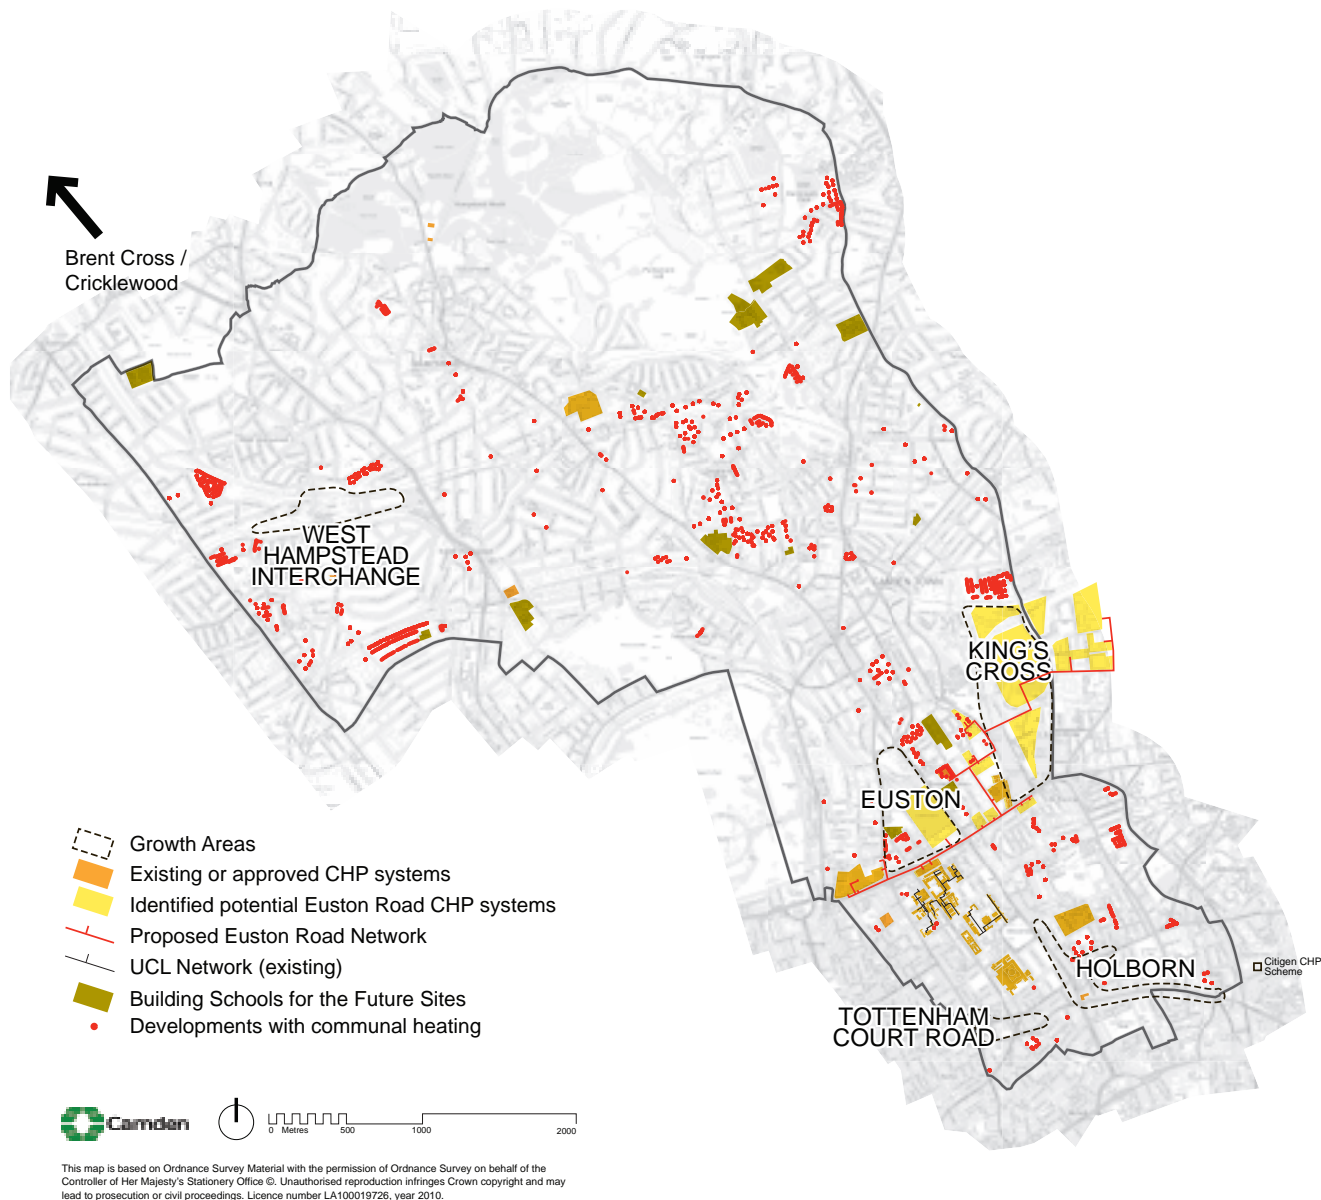 Brent Cross /
Cricklewood
WEST
HAMPSTEAD
INTERCHANGE
KING'S
CROSS
EUSTON
HOLBORN
TOTTENHAM
COURT ROAD
Citigen CHP
Scheme
Growth Areas
Existing or approved CHP systems
Identified potential Euston Road CHP systems
Proposed Euston Road Network
UCL Network (existing)
Building Schools for the Future Sites
Developments with communal heating
Camden
0 Metres 500 1000 2000
This map is based on Ordnance Survey Material with the permission of Ordnance Survey on behalf of the
Controller of Her Majesty's Stationery Office ©. Unauthorised reproduction infringes Crown copyright and may
lead to prosecution or civil proceedings. Licence number LA100019726, year 2010.